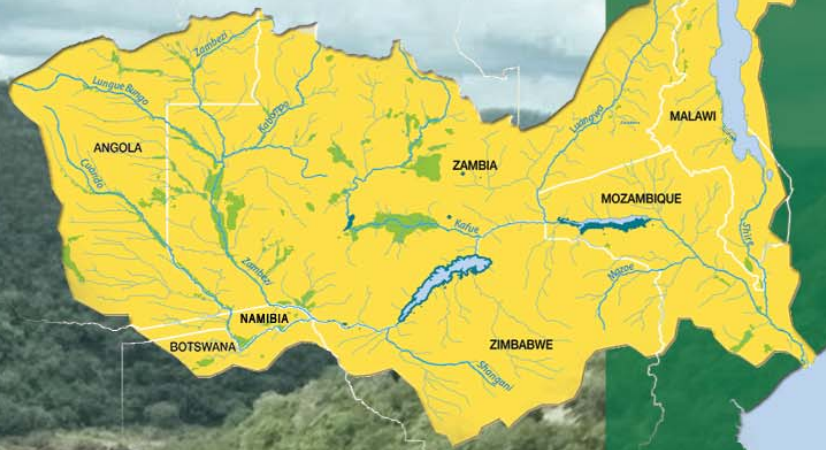 Zambezi
Lungue Bungo
Kabompo
Luangwa
MALAWI
ANGOLA
ZAMBIA
Cuando
MOZAMBIQUE
Kafue
Shire
Zambezi
Mazoe
NAMIBIA
BOTSWANA
ZIMBABWE
Shangani